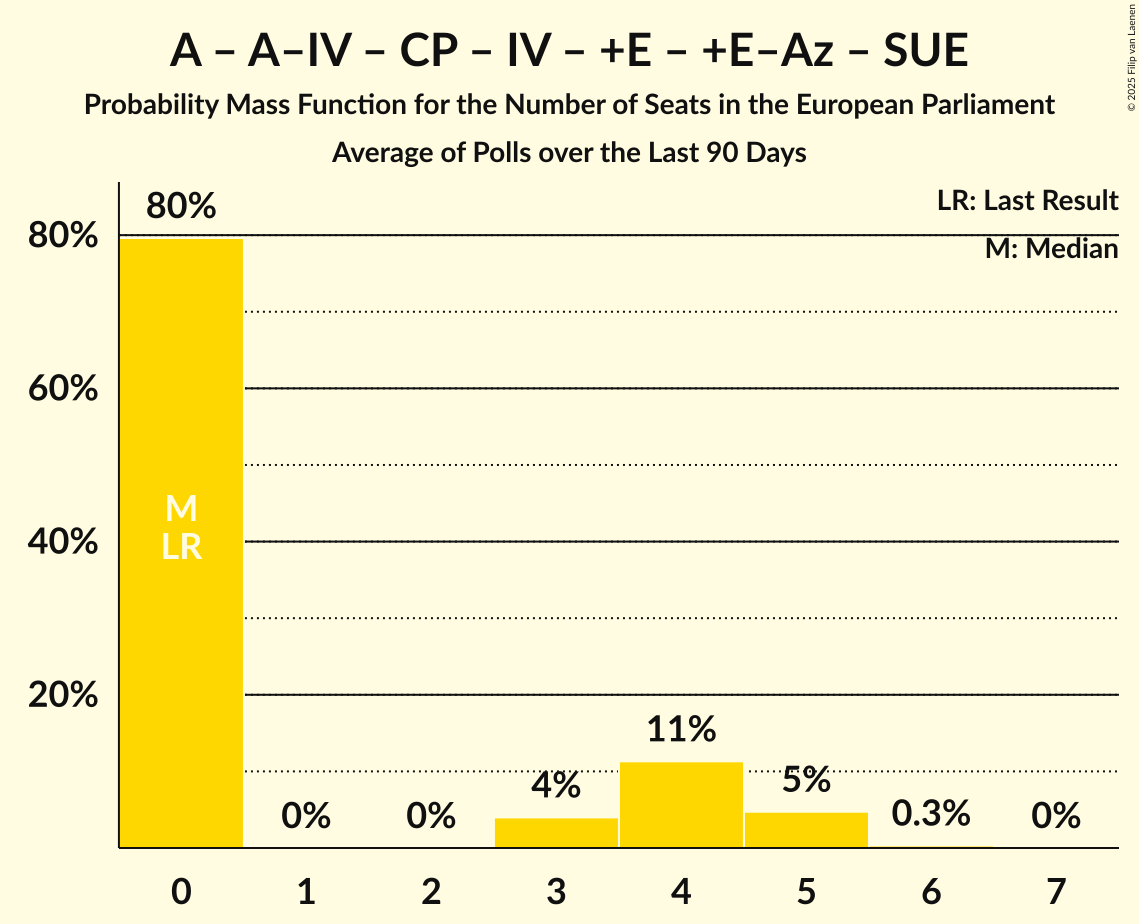 A – A–IV – CP – IV – +E – +E–Az – SUE
Probability Mass Function for the Number of Seats in the European Parliament
Average of Polls over the Last 90 Days
© 2025 Filip van Laenen
LR: Last Result
M: Median
80%
60%
40%
20%
80%
M
LR
0%
0%
4%
11%
5%
0.3%
0%
0 1 2 3 4 5 6 7